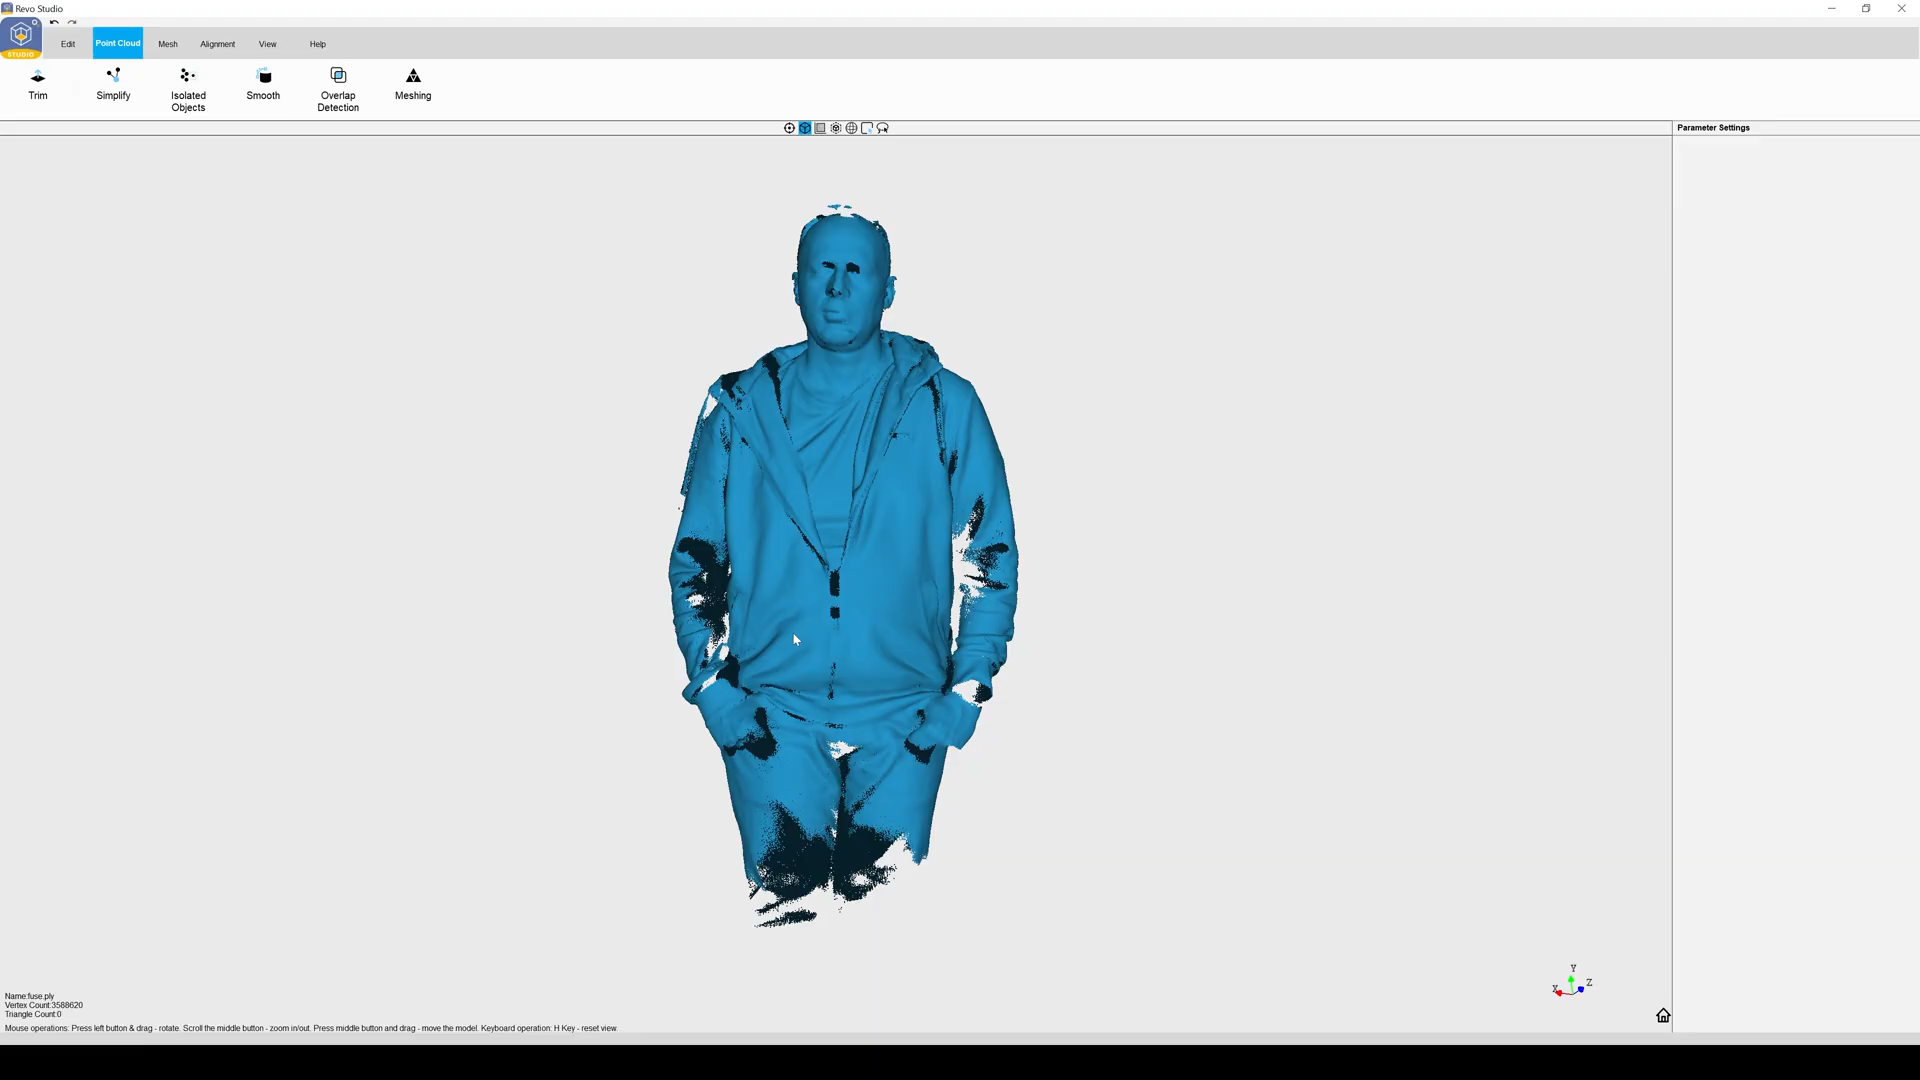 Revo Studio
STUDIO
Edit
Point Cloud
Mesh
Alignment
View
Help
Trim
Simplify
Isolated
Objects
Smooth
Overlap
Detection
Meshing
Parameter Settings
Y
Z
X
Name:fuse.ply
Vertex Count:3588620
Triangle Count:0
Mouse operations: Press left button & drag - rotate. Scroll the middle button - zoom in/out. Press middle button and drag - move the model. Keyboard operation: H Key - reset view.